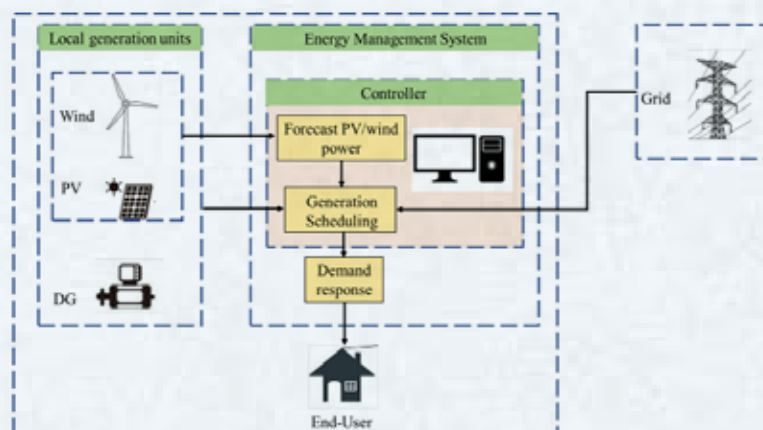 Local generation units
Energy Management System
Wind
PV
DG
Controller
Forecast PV/wind
power
Generation
Scheduling
Demand
response
End-User
Grid